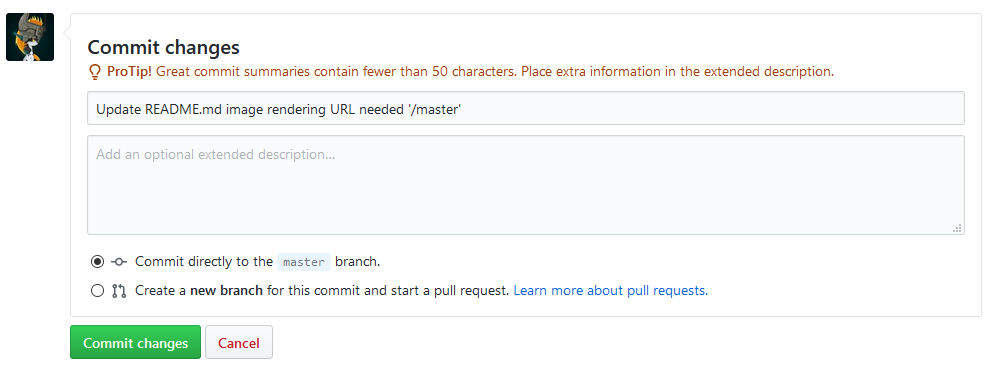 Commit changes
ProTip! Great commit summaries contain fewer than 50 characters. Place extra information in the extended description.
Update README.md image rendering URL needed '/master'
Add an optional extended description...
Commit directly to the master branch.
Create a new branch for this commit and start a pull request. Learn more about pull requests.
Commit changes Cancel